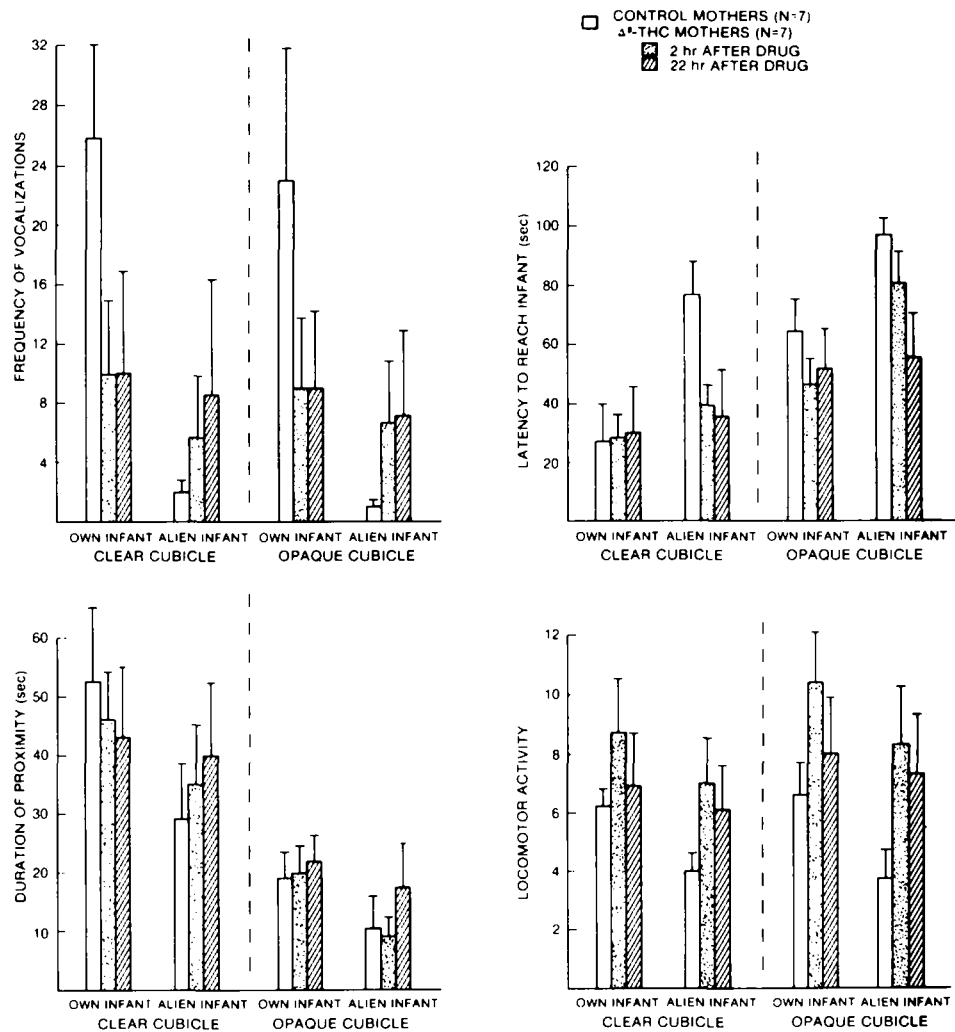 CONTROL MOTHERS (N=7)
Δ⁹-THC MOTHERS (N=7)
2 hr AFTER DRUG
22 hr AFTER DRUG
FREQUENCY OF VOCALIZATIONS
32
28
24
20
16
12
8
4
OWN INFANT ALIEN INFANT OWN INFANT ALIEN INFANT
CLEAR CUBICLE OPAQUE CUBICLE
LATENCY TO REACH INFANT (sec)
120
100
80
60
40
20
OWN INFANT ALIEN INFANT OWN INFANT ALIEN INFANT
CLEAR CUBICLE OPAQUE CUBICLE
DURATION OF PROXIMITY (sec)
60
50
40
30
20
10
OWN INFANT ALIEN INFANT OWN INFANT ALIEN INFANT
CLEAR CUBICLE OPAQUE CUBICLE
LOCOMOTOR ACTIVITY
12
10
8
6
4
2
OWN INFANT ALIEN INFANT OWN INFANT ALIEN INFANT
CLEAR CUBICLE OPAQUE CUBICLE